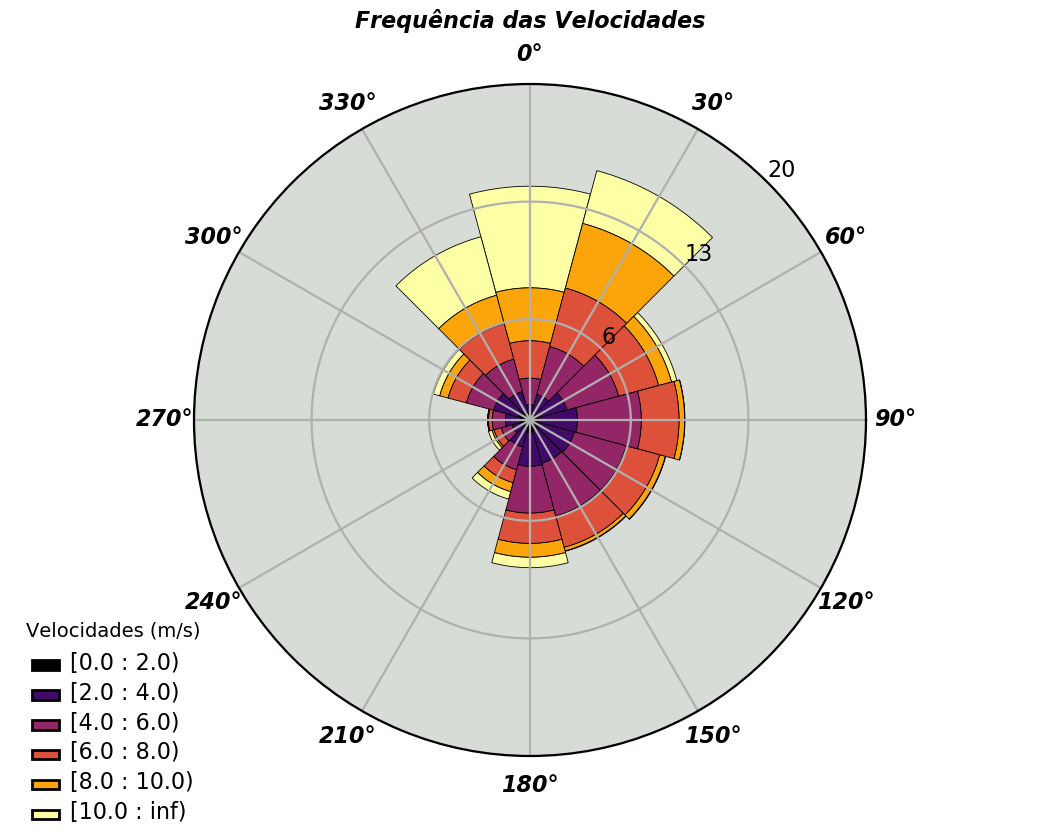 Frequência das Velocidades
0°
330°
30°
20
300°
60°
13
6
270°
90°
240°
120°
210°
150°
180°
Velocidades (m/s)
[0.0 : 2.0)
[2.0 : 4.0)
[4.0 : 6.0)
[6.0 : 8.0)
[8.0 : 10.0)
[10.0 : inf)